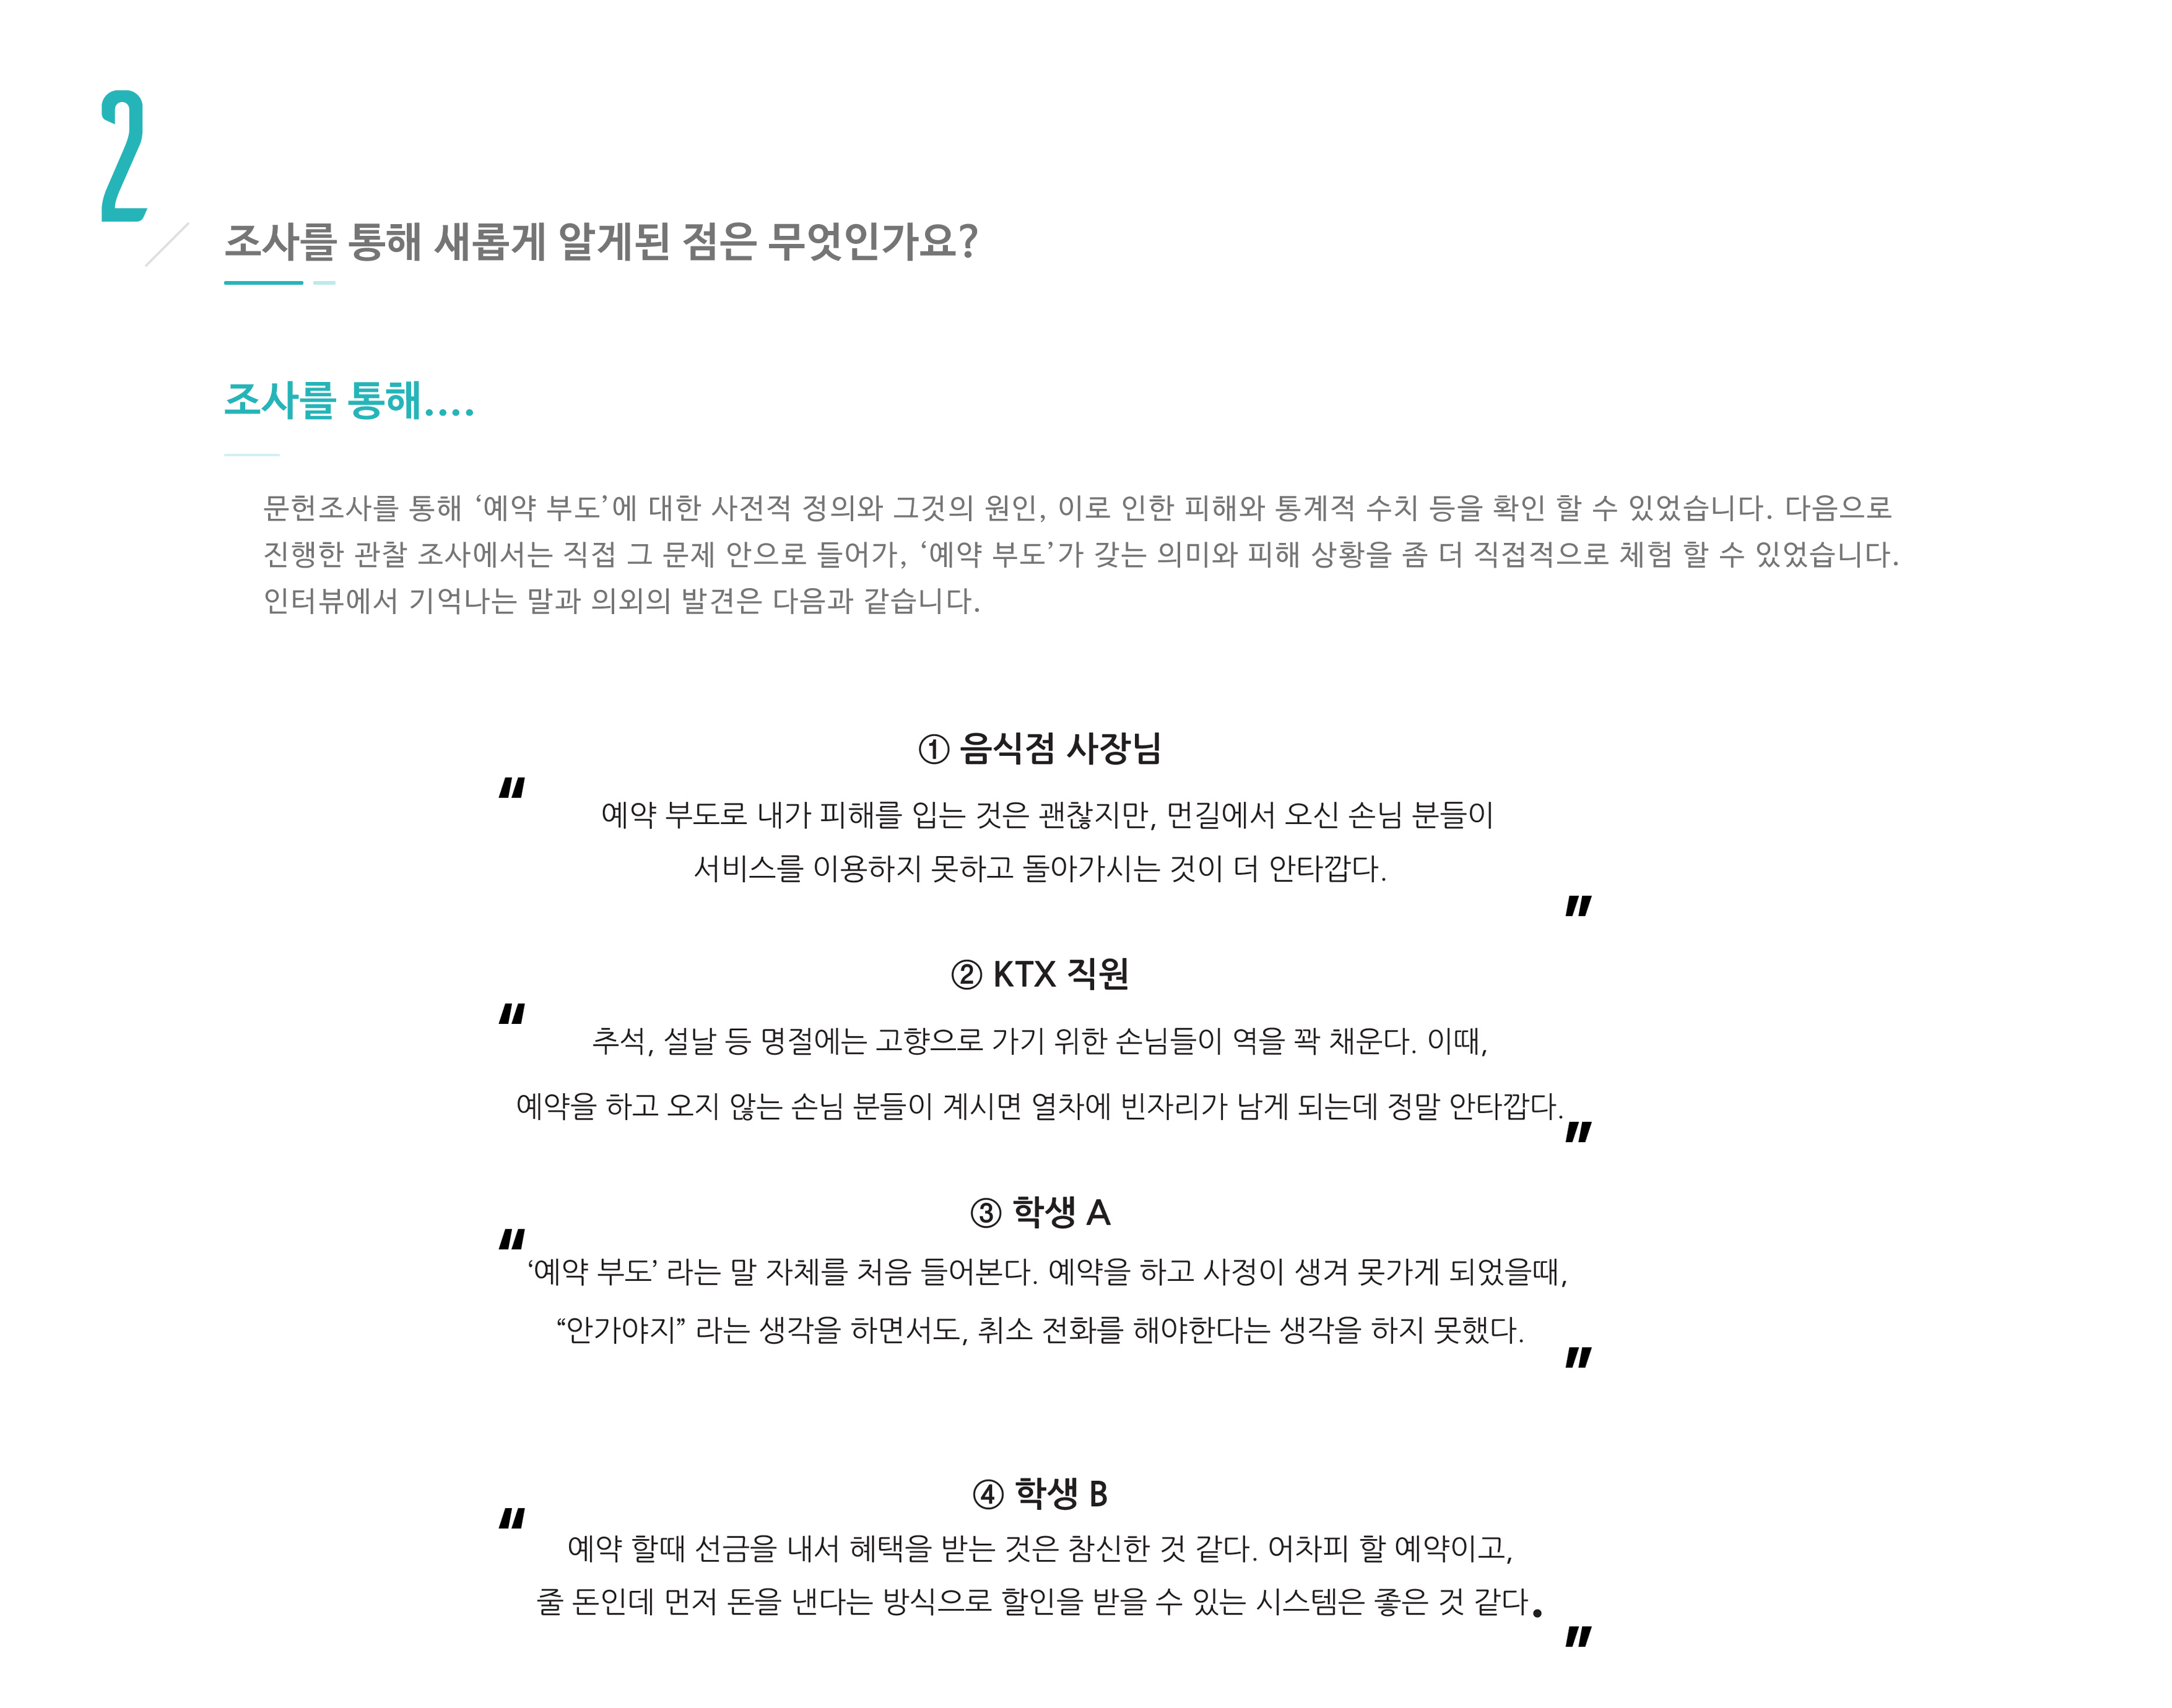 2
조사를 통해 새롭게 알게된 점은 무엇인가요?
조사를 통해....
문헌조사를 통해 ‘예약 부도’에 대한 사전적 정의와 그것의 원인, 이로 인한 피해와 통계적 수치 등을 확인 할 수 있었습니다. 다음으로
진행한 관찰 조사에서는 직접 그 문제 안으로 들어가, ‘예약 부도’가 갖는 의미와 피해 상황을 좀 더 직접적으로 체험 할 수 있었습니다.
인터뷰에서 기억나는 말과 의외의 발견은 다음과 같습니다.
① 음식점 사장님
“
예약 부도로 내가 피해를 입는 것은 괜찮지만, 먼길에서 오신 손님 분들이
서비스를 이용하지 못하고 돌아가시는 것이 더 안타깝다.
”
② KTX 직원
“
추석, 설날 등 명절에는 고향으로 가기 위한 손님들이 역을 꽉 채운다. 이때,
예약을 하고 오지 않는 손님 분들이 계시면 열차에 빈자리가 남게 되는데 정말 안타깝다.
”
③ 학생 A
“
‘예약 부도’ 라는 말 자체를 처음 들어본다. 예약을 하고 사정이 생겨 못가게 되었을때,
“안가야지” 라는 생각을 하면서도, 취소 전화를 해야한다는 생각을 하지 못했다.
”
④ 학생 B
“
예약 할때 선금을 내서 혜택을 받는 것은 참신한 것 같다. 어차피 할 예약이고,
줄 돈인데 먼저 돈을 낸다는 방식으로 할인을 받을 수 있는 시스템은 좋은 것 같다.
”